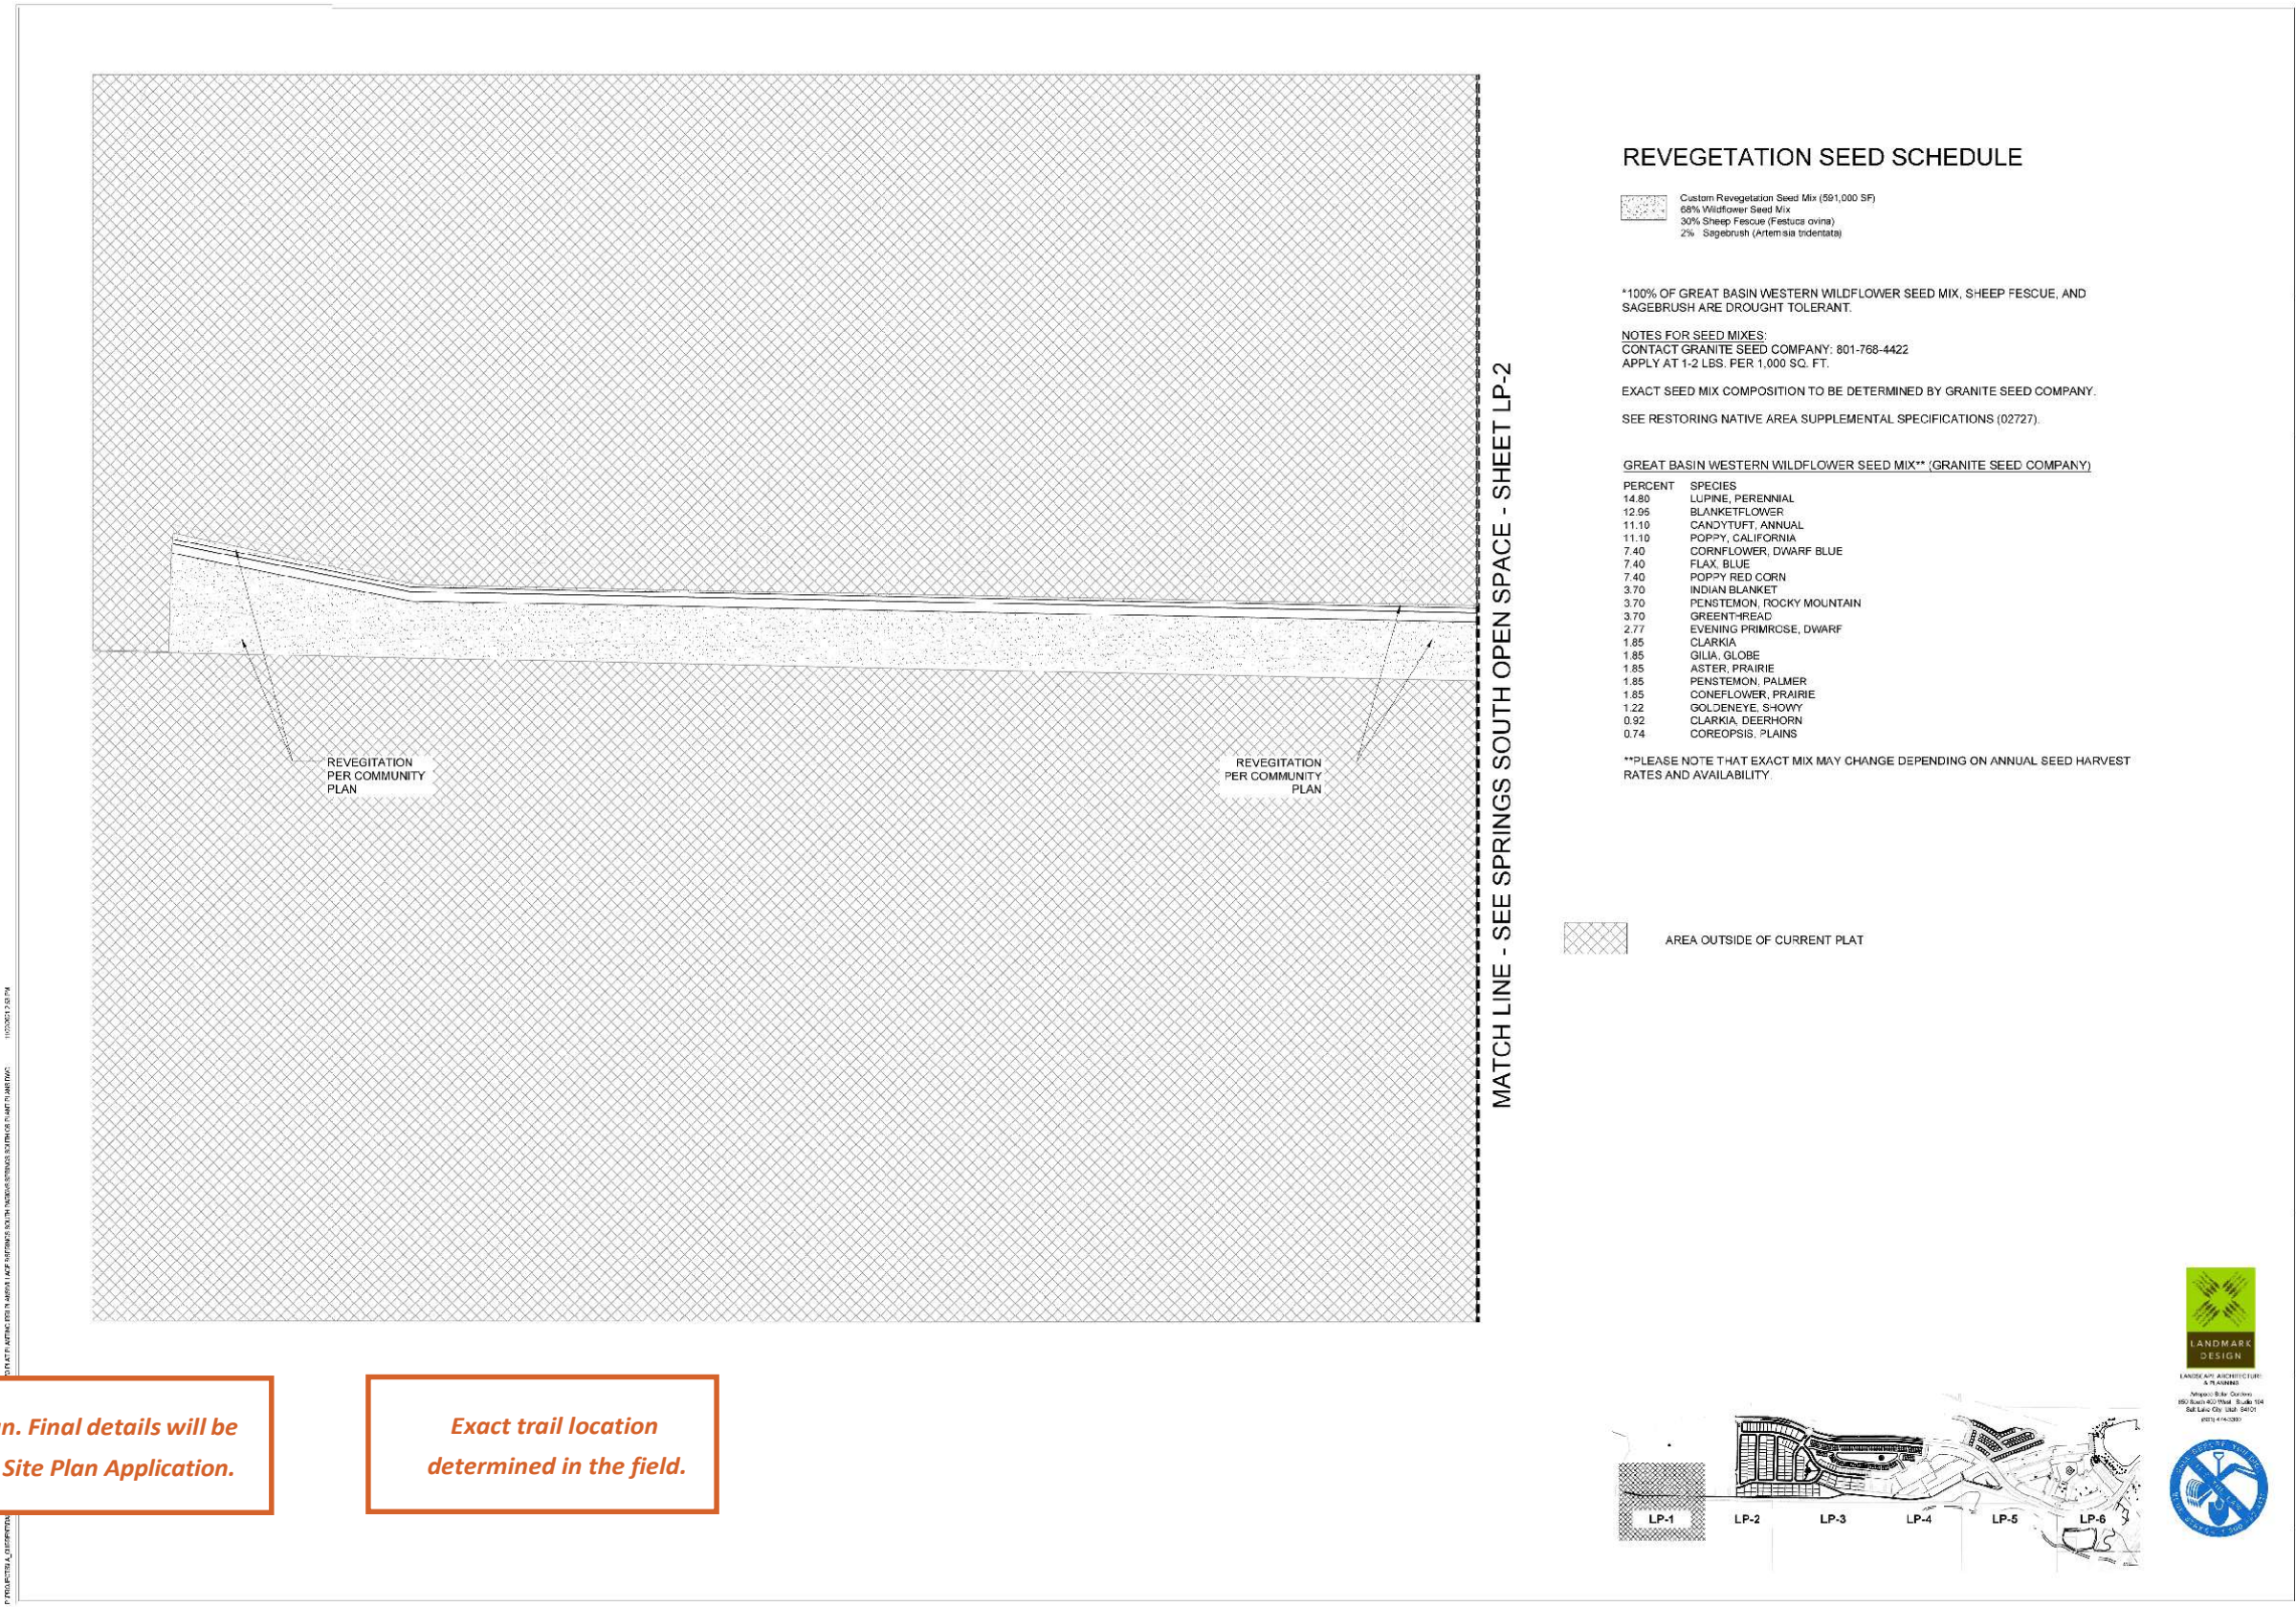 REVEGETATION SEED SCHEDULE
Custom Revegetation Seed Mix (591,000 SF)
68% Wildflower Seed Mix
30% Sheep Fescue (Festuca ovina)
2% Sagebrush (Artemisia tridentata)
*100% OF GREAT BASIN WESTERN WILDFLOWER SEED MIX, SHEEP FESCUE, AND
SAGEBRUSH ARE DROUGHT TOLERANT.
NOTES FOR SEED MIXES:
CONTACT GRANITE SEED COMPANY: 801-768-4422
APPLY AT 1-2 LBS. PER 1,000 SQ. FT.
EXACT SEED MIX COMPOSITION TO BE DETERMINED BY GRANITE SEED COMPANY.
SEE RESTORING NATIVE AREA SUPPLEMENTAL SPECIFICATIONS (02727).
GREAT BASIN WESTERN WILDFLOWER SEED MIX** (GRANITE SEED COMPANY)
PERCENT SPECIES
14.80 LUPINE, PERENNIAL
12.95 BLANKETFLOWER
11.10 CANDYTUFT, ANNUAL
11.10 POPPY, CALIFORNIA
7.40 CORNFLOWER, DWARF BLUE
7.40 FLAX, BLUE
7.40 POPPY RED CORN
3.70 INDIAN BLANKET
3.70 PENSTEMON, ROCKY MOUNTAIN
3.70 GREENTHREAD
2.77 EVENING PRIMROSE, DWARF
1.85 CLARKIA
1.85 GILIA, GLOBE
1.85 ASTER, PRAIRIE
1.85 PENSTEMON, PALMER
1.85 CONEFLOWER, PRAIRIE
1.22 GOLDENEYE, SHOWY
0.92 CLARKIA, DEERHORN
0.74 COREOPSIS, PLAINS
**PLEASE NOTE THAT EXACT MIX MAY CHANGE DEPENDING ON ANNUAL SEED HARVEST
RATES AND AVAILABILITY.
REVEGITATION
PER COMMUNITY
PLAN
REVEGITATION
PER COMMUNITY
PLAN
MATCH LINE - SEE SPRINGS SOUTH OPEN SPACE - SHEET LP-2
AREA OUTSIDE OF CURRENT PLAT
n. Final details will be
Site Plan Application.
Exact trail location
determined in the field.
LP-1 LP-2 LP-3 LP-4 LP-5 LP-6
LANDMARK
DESIGN
LANDSCAPE ARCHITECTURE
& PLANNING
Salt Lake City, Utah 84101